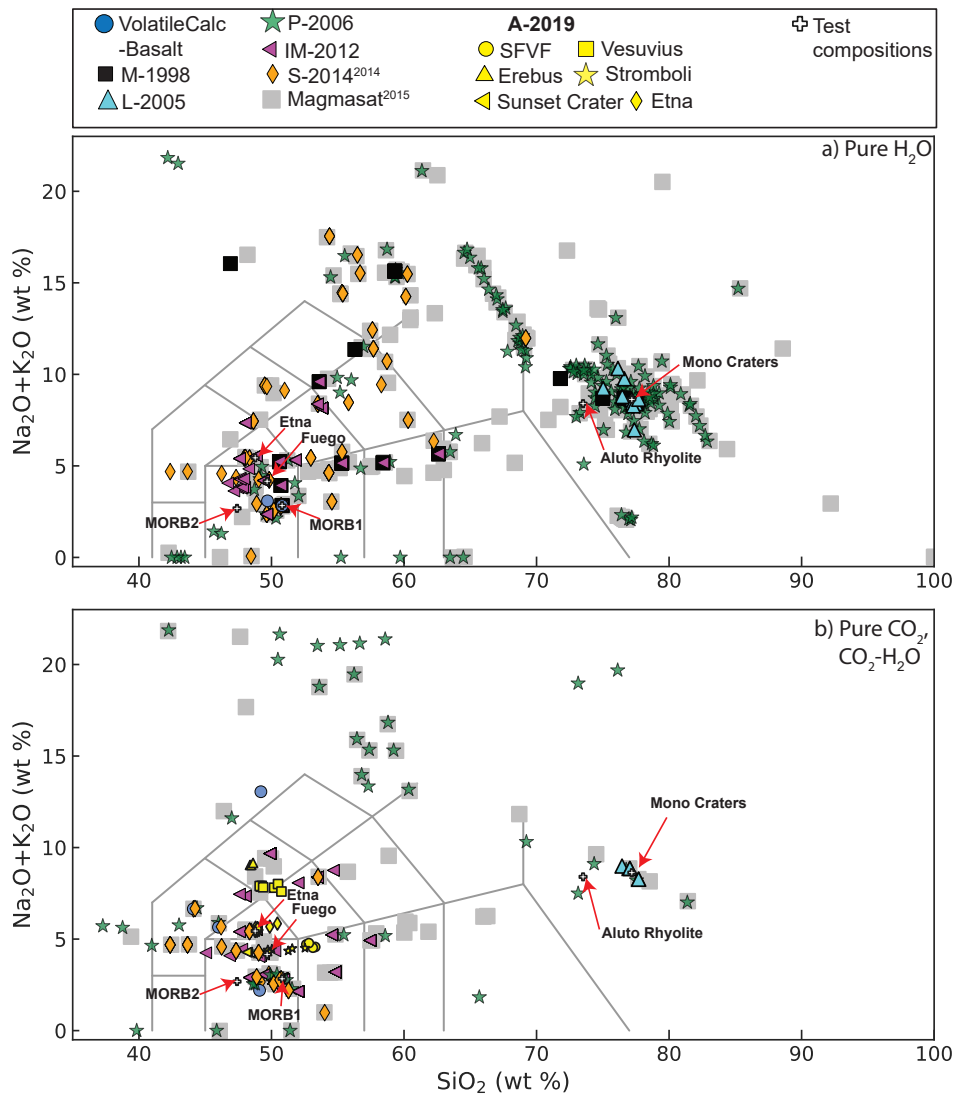 VolatileCalc
-Basalt
M-1998
L-2005
P-2006
IM-2012
S-2014²⁰¹⁴
Magmasat²⁰¹⁵
A-2019
SFVF
Vesuvius
Erebus
Stromboli
Sunset Crater
Etna
Test
compositions
a) Pure H₂O
Na₂O+K₂O (wt %)
20
15
10
5
0
Mono Craters
Etna
Fuego
Aluto Rhyolite
MORB2
MORB1
40 50 60 70 80 90 100
b) Pure CO₂,
CO₂-H₂O
Na₂O+K₂O (wt %)
20
15
10
5
0
Mono Craters
Etna
Fuego
Aluto Rhyolite
MORB2
MORB1
40 50 60 70 80 90 100
SiO₂ (wt %)